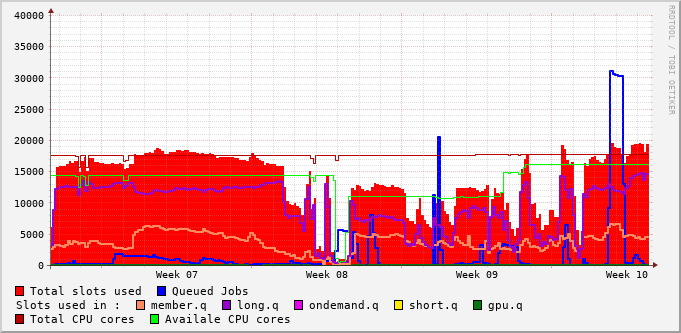 RRDTOOL / TOBI OETIKER
40000
35000
30000
25000
20000
15000
10000
5000
0
Week 07 Week 08 Week 09 Week 10
Total slots used Queued Jobs
Slots used in : member.q long.q ondemand.q short.q gpu.q
Total CPU cores Availale CPU cores